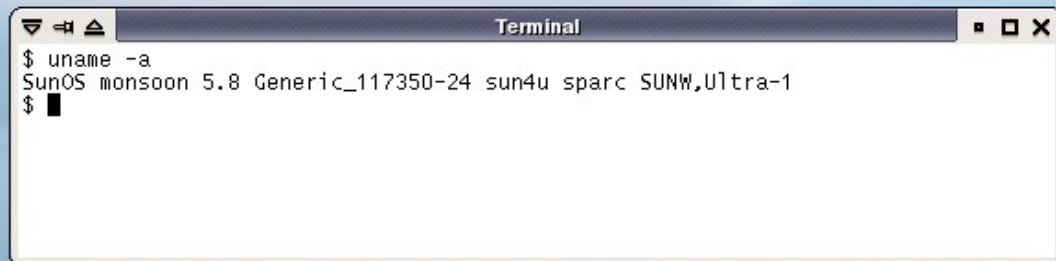 Terminal
$ uname -a
SunOS monsoon 5.8 Generic_117350-24 sun4u sparc SUNW,Ultra-1
$